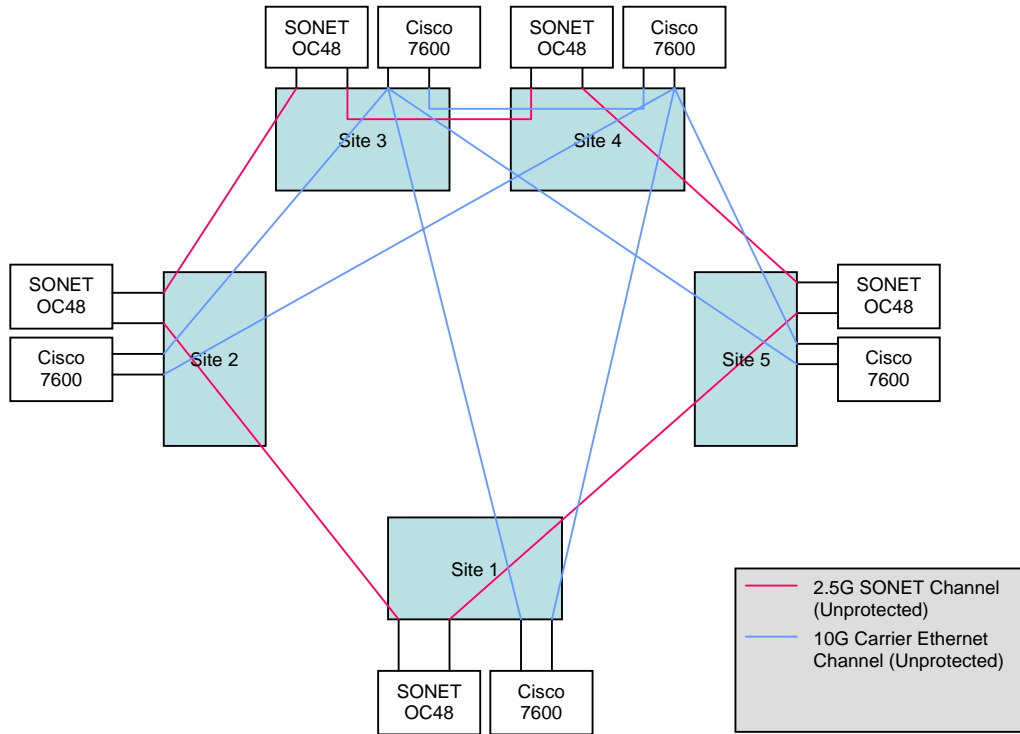 SONET
OC48
Cisco
7600
SONET
OC48
Cisco
7600
Site 3
Site 4
SONET
OC48
Cisco
7600
Site 2
Site 5
SONET
OC48
Cisco
7600
Site 1
SONET
OC48
Cisco
7600
2.5G SONET Channel
(Unprotected)
10G Carrier Ethernet
Channel (Unprotected)